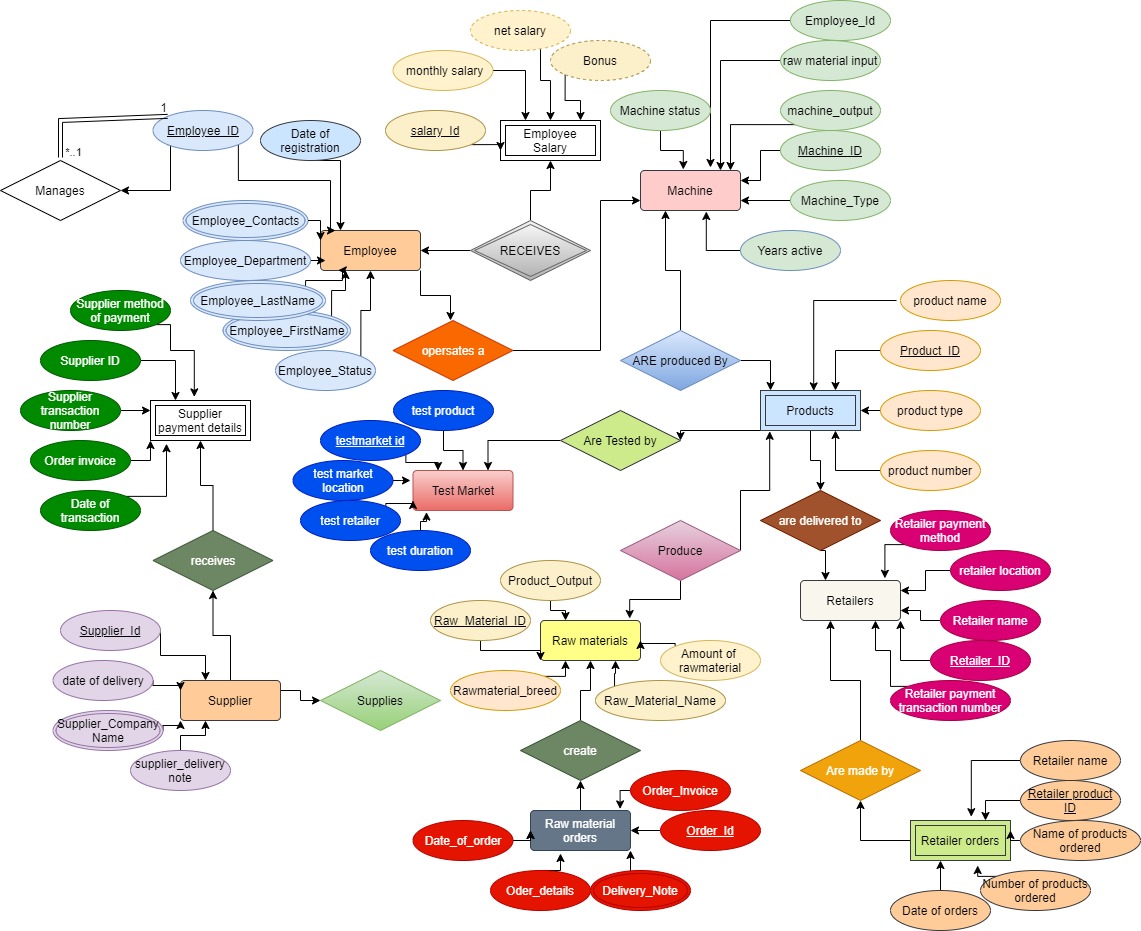 Employee_Id
net salary
raw material input
Bonus
monthly salary
1
Machine status
machine_output
Employee_ID
Date of
registration
salary_Id
Employee
Salary
Machine_ID
*..1
Manages
Machine
Machine_Type
Employee_Contacts
Employee
RECEIVES
Years active
Employee_Department
Employee_LastName
Supplier method
of payment
product name
Employee_FirstName
opersates a
ARE produced By
Product_ID
Supplier ID
Employee_Status
Supplier
transaction
number
Supplier
payment details
test product
Products
product type
testmarket id
Are Tested by
Order invoice
test market
location
Test Market
product number
Date of
transaction
test retailer
are delivered to
Retailer payment
method
test duration
Produce
receives
Product_Output
retailer location
Retailers
Raw_Material_ID
Retailer name
Supplier_Id
Raw materials
Amount of
rawmaterial
Retailer_ID
date of delivery
Rawmaterial_breed
Supplier
Supplies
Raw_Material_Name
Retailer payment
transaction number
Supplier_Company
Name
create
supplier_delivery
note
Are made by
Retailer name
Order_Invoice
Retailer product
ID
Raw material
orders
Order_Id
Date_of_order
Retailer orders
Name of products
ordered
Oder_details
Delivery_Note
Number of products
ordered
Date of orders